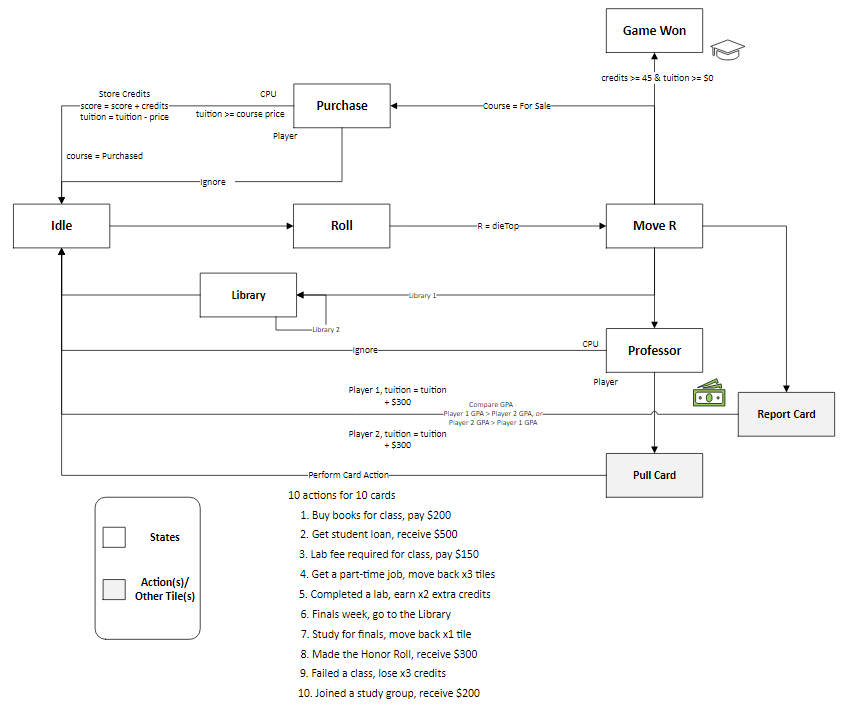 Game Won
credits >= 45 & tuition >= $0
Store Credits
score = score + credits
tuition = tuition - price
CPU
tuition >= course price
Purchase
Course = For Sale
Player
course = Purchased
Ignore
Idle
Roll
R = dieTop
Move R
Library
Library 1
Library 2
Ignore
CPU
Professor
Player
Player 1, tuition = tuition
+ $300
Compare GPA
Player 1 GPA > Player 2 GPA, or
Player 2 GPA > Player 1 GPA
Report Card
Player 2, tuition = tuition
+ $300
Perform Card Action
Pull Card
10 actions for 10 cards
1. Buy books for class, pay $200
2. Get student loan, receive $500
3. Lab fee required for class, pay $150
4. Get a part-time job, move back x3 tiles
5. Completed a lab, earn x2 extra credits
6. Finals week, go to the Library
7. Study for finals, move back x1 tile
8. Made the Honor Roll, receive $300
9. Failed a class, lose x3 credits
10. Joined a study group, receive $200
States
Action(s)/
Other Tile(s)